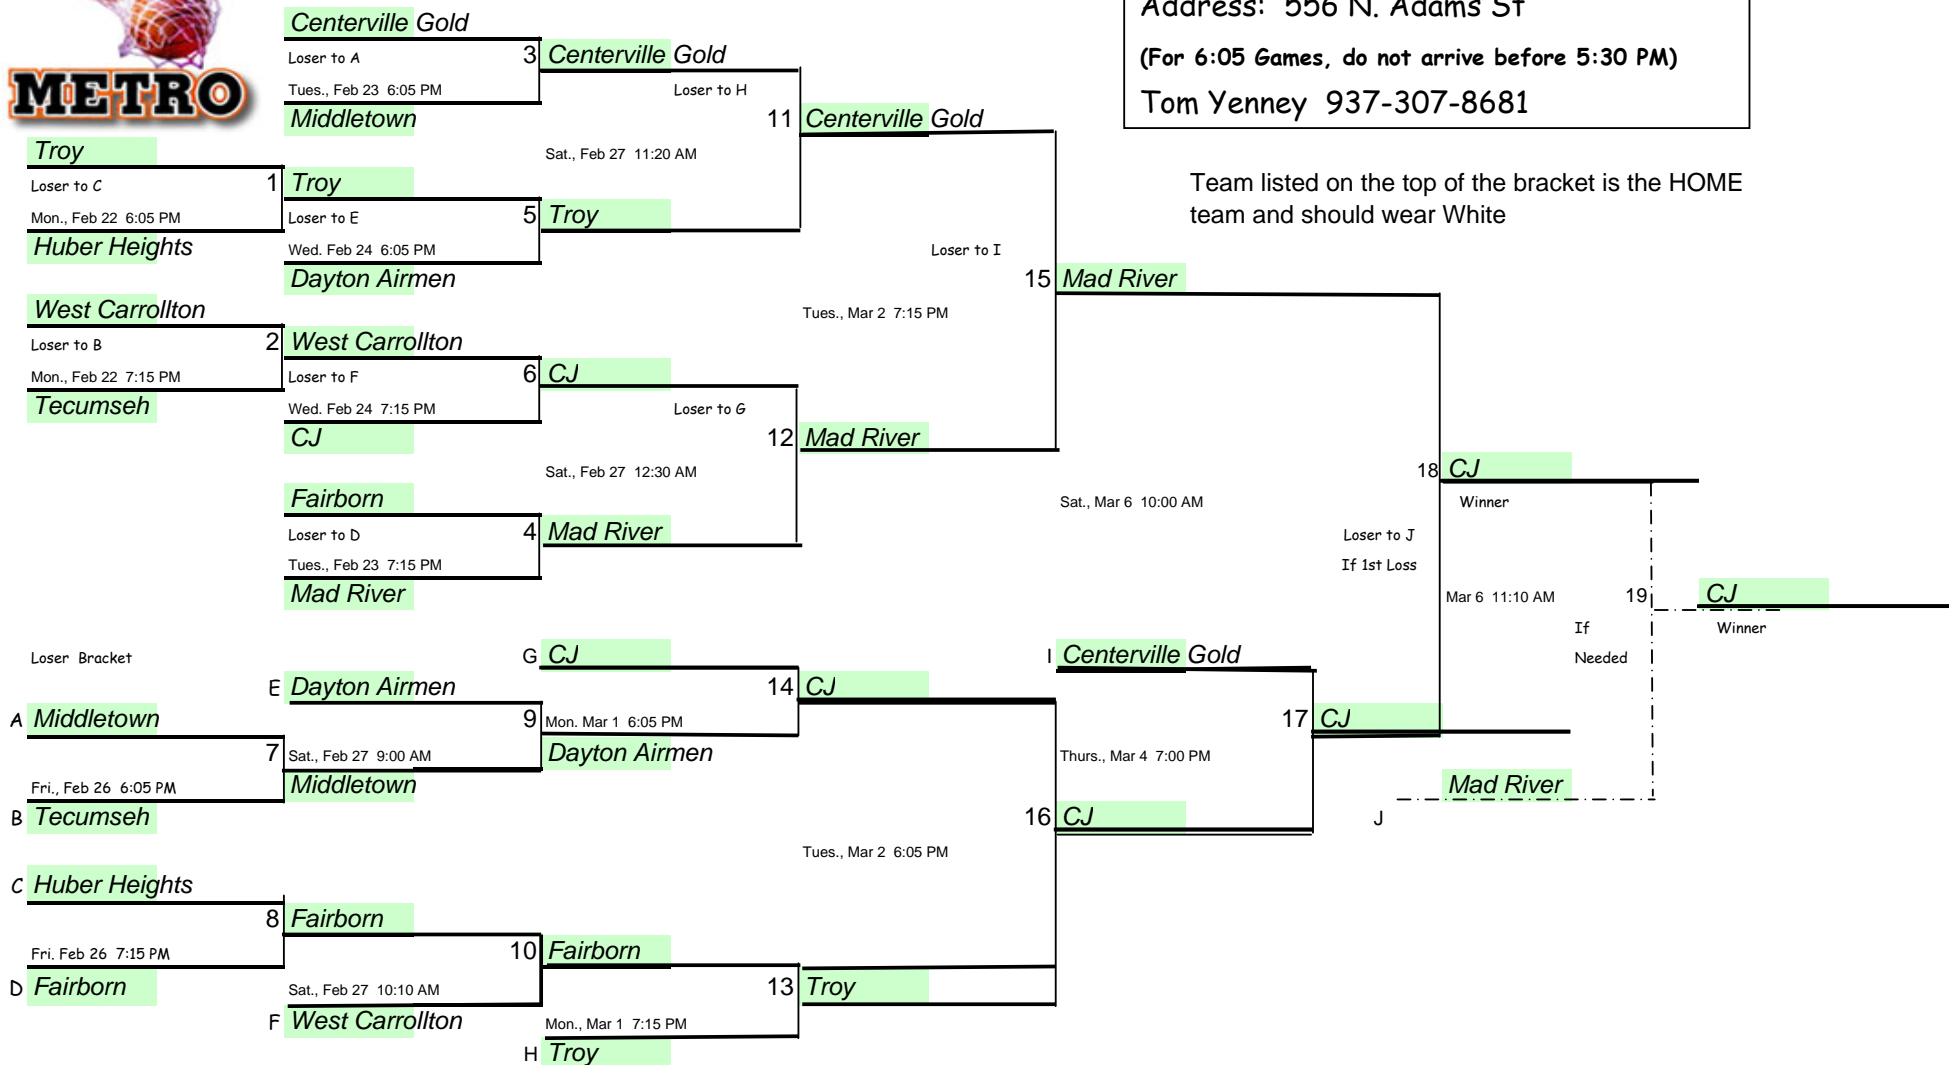 METRO
Address: 556 N. Adams St
(For 6:05 Games, do not arrive before 5:30 PM)
Tom Yenney 937-307-8681
Team listed on the top of the bracket is the HOME
team and should wear White
Centerville Gold
Loser to A
3
Tues., Feb 23 6:05 PM
Middletown
Centerville Gold
Loser to H
11
Centerville Gold
Sat., Feb 27 11:20 AM
Troy
Loser to C
1
Mon., Feb 22 6:05 PM
Huber Heights
Troy
Loser to E
5
Wed. Feb 24 6:05 PM
Dayton Airmen
Troy
Loser to I
15
Mad River
Tues., Mar 2 7:15 PM
West Carrollton
Loser to B
2
Mon., Feb 22 7:15 PM
Tecumseh
West Carrollton
Loser to F
6
Wed. Feb 24 7:15 PM
CJ
CJ
Loser to G
12
Mad River
Sat., Feb 27 12:30 AM
Fairborn
Loser to D
4
Tues., Feb 23 7:15 PM
Mad River
Mad River
Sat., Mar 6 10:00 AM
18
CJ
Winner
Loser to J
If 1st Loss
Mar 6 11:10 AM
19
If
Needed
CJ
Winner
Loser Bracket
G
CJ
14
CJ
I
Centerville Gold
E
Dayton Airmen
9
Mon. Mar 1 6:05 PM
Dayton Airmen
A
Middletown
7
Sat., Feb 27 9:00 AM
Middletown
Fri., Feb 26 6:05 PM
B
Tecumseh
17
CJ
Thurs., Mar 4 7:00 PM
Mad River
J
16
CJ
Tues., Mar 2 6:05 PM
C
Huber Heights
8
Fairborn
Fri. Feb 26 7:15 PM
D
Fairborn
10
Fairborn
Sat., Feb 27 10:10 AM
F
West Carrollton
13
Troy
Mon., Mar 1 7:15 PM
H
Troy